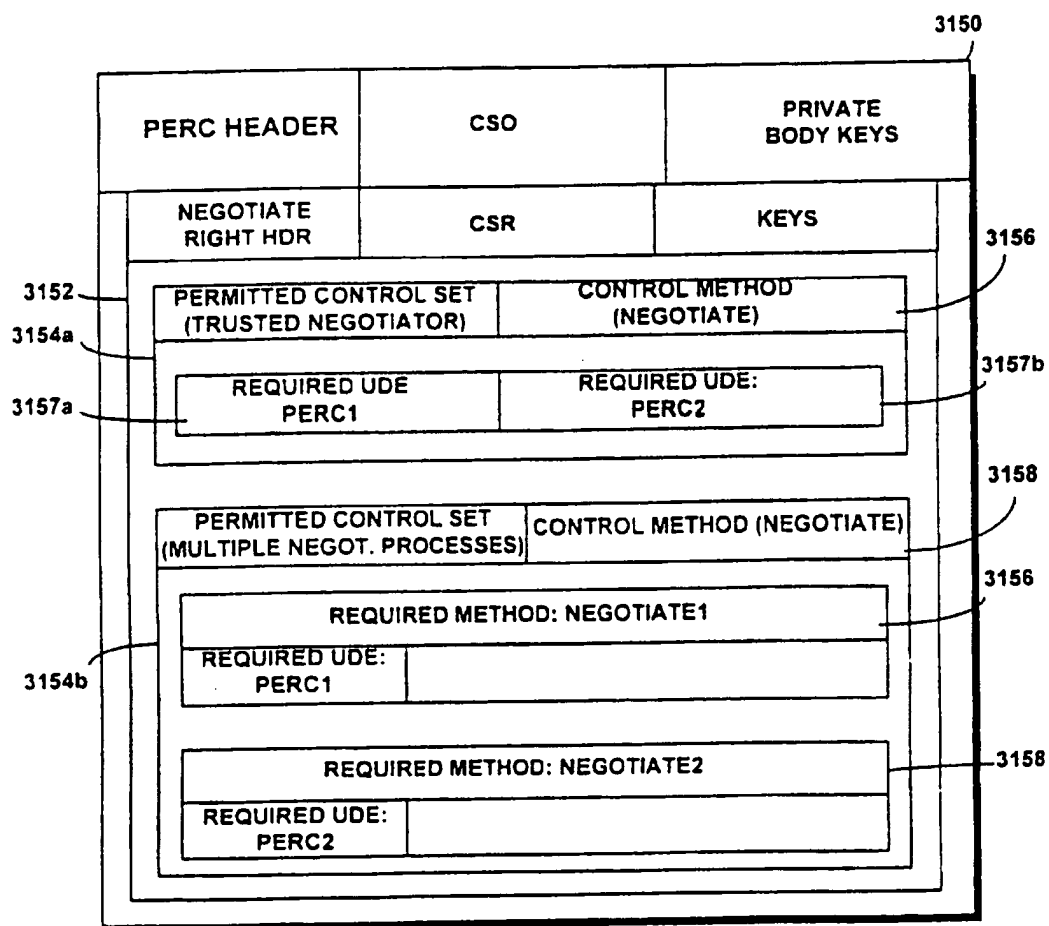 3150
PERC HEADER
CSO
PRIVATE
BODY KEYS
NEGOTIATE
RIGHT HDR
CSR
KEYS
3156
3152
PERMITTED CONTROL SET
(TRUSTED NEGOTIATOR)
CONTROL METHOD
(NEGOTIATE)
3154a
3157b
REQUIRED UDE
PERC1
REQUIRED UDE:
PERC2
3157a
3158
PERMITTED CONTROL SET
(MULTIPLE NEGOT. PROCESSES)
CONTROL METHOD (NEGOTIATE)
3156
REQUIRED METHOD: NEGOTIATE1
REQUIRED UDE:
PERC1
3154b
REQUIRED METHOD: NEGOTIATE2
3158
REQUIRED UDE:
PERC2